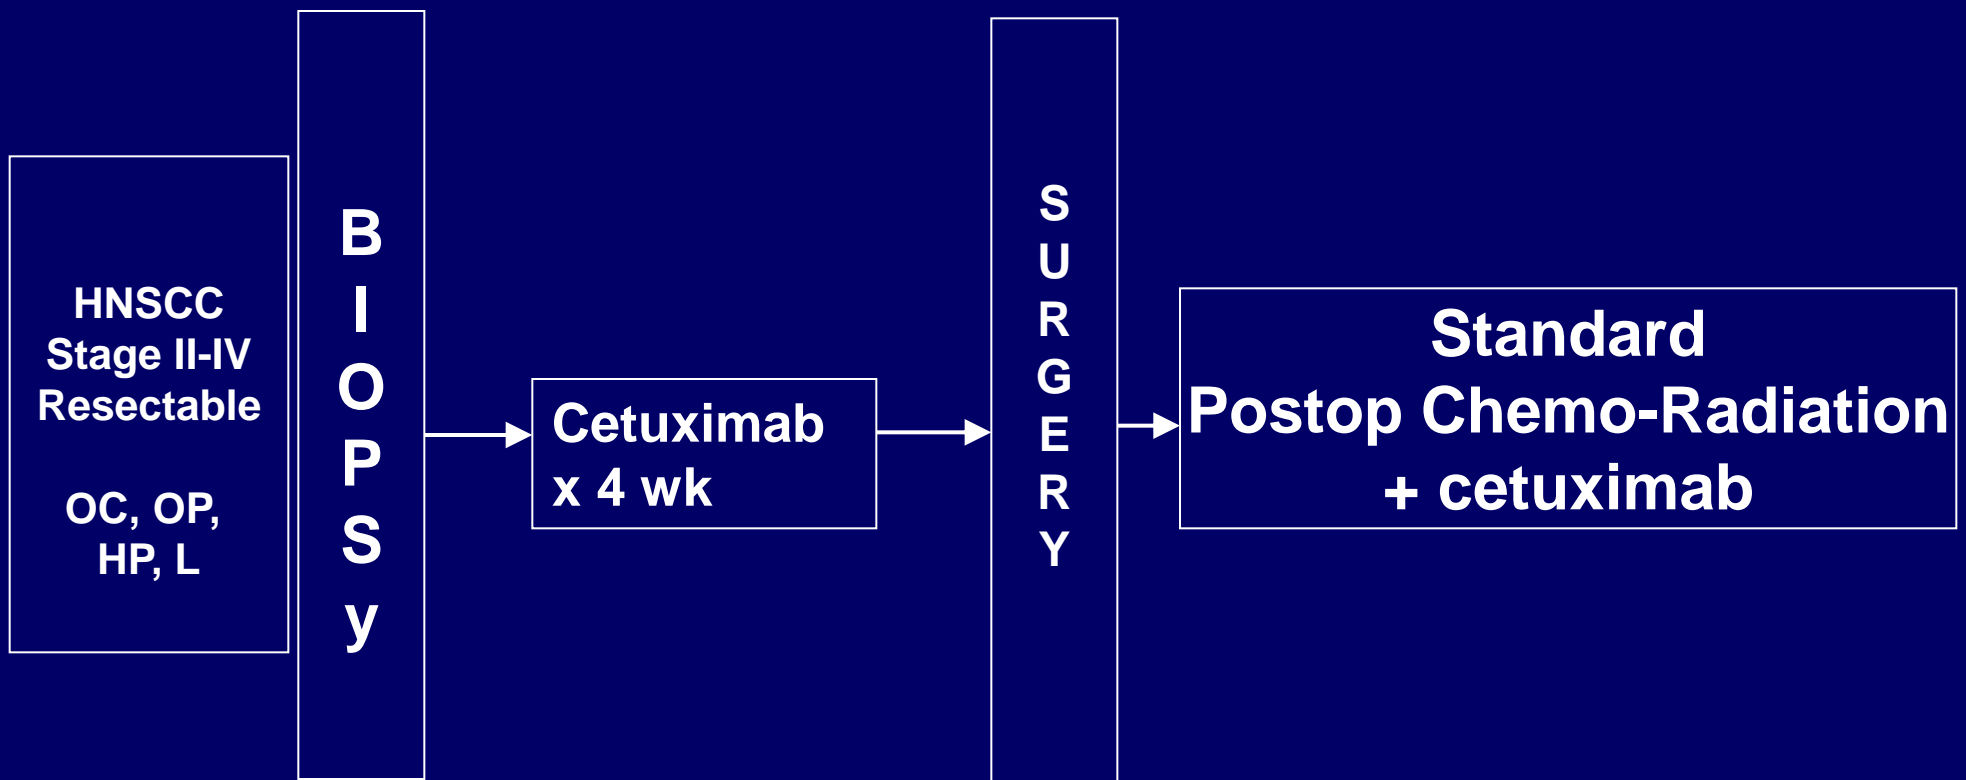 HNSCC
Stage II-IV
Resectable
OC, OP,
HP, L
B
I
O
P
S
y
Cetuximab
x 4 wk
S
U
R
G
E
R
Y
Standard
Postop Chemo-Radiation
+ cetuximab